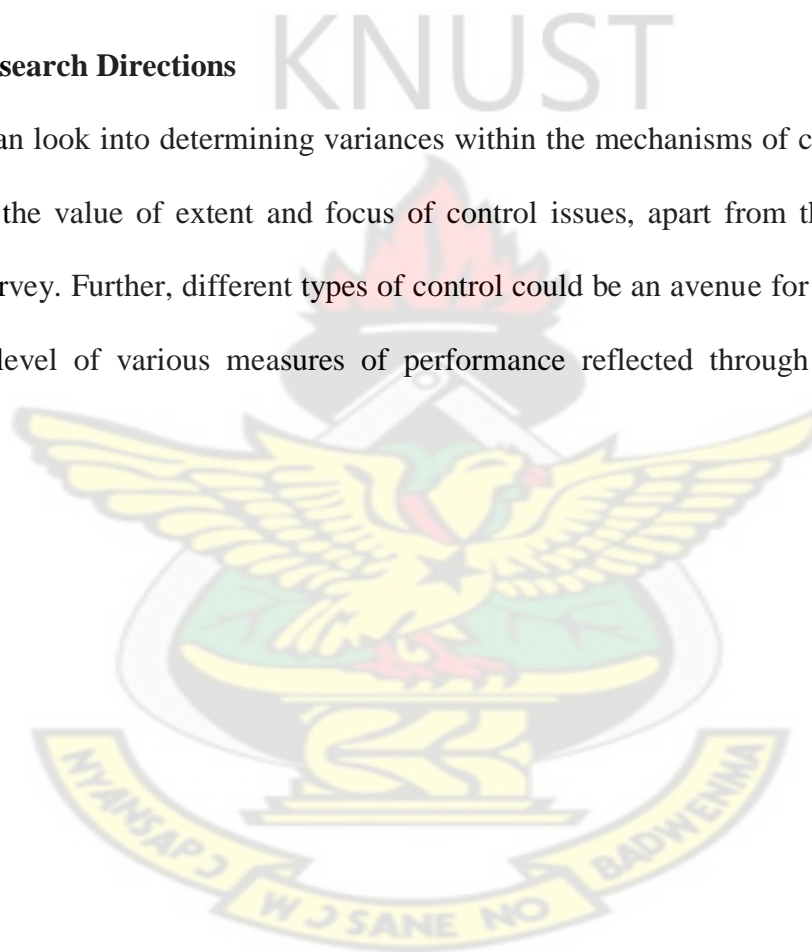 KNUST
search Directions
an look into determining variances within the mechanisms of c
the value of extent and focus of control issues, apart from th
rvey. Further, different types of control could be an avenue for
level of various measures of performance reflected through
NYANSAPƆ
WƆ SANE NO
BADWENMA